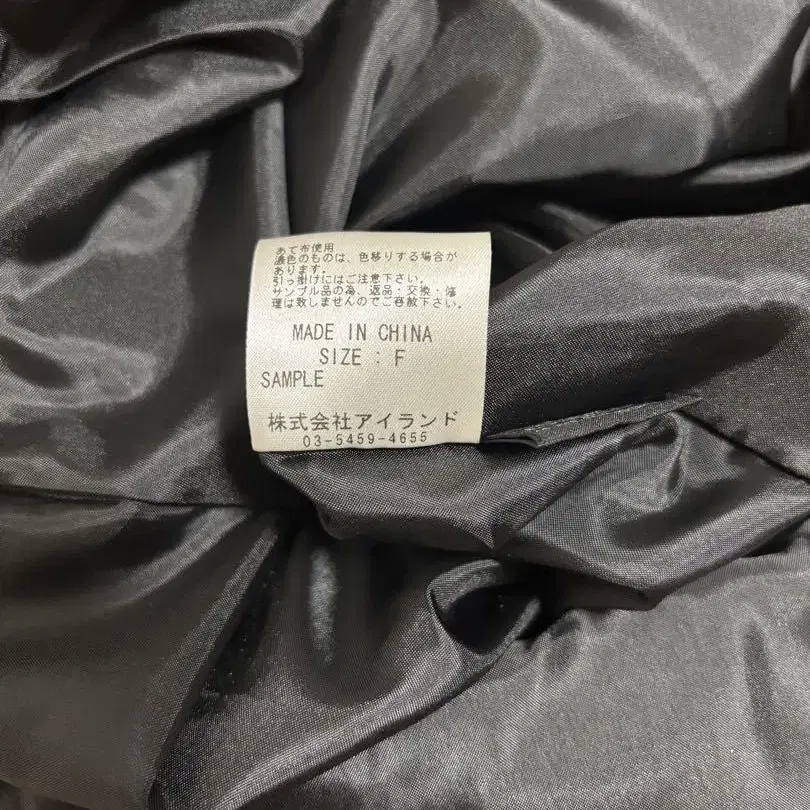 あて布使用
濃色のものは、色移りする場合が
あります。
引っ掛けにはご注意下さい。
サンプル品の為、返品・交換・修
理は致しませんのでご容赦下さい。
MADE IN CHINA
SIZE : F
SAMPLE
株式会社アイランド
03-5459-4655